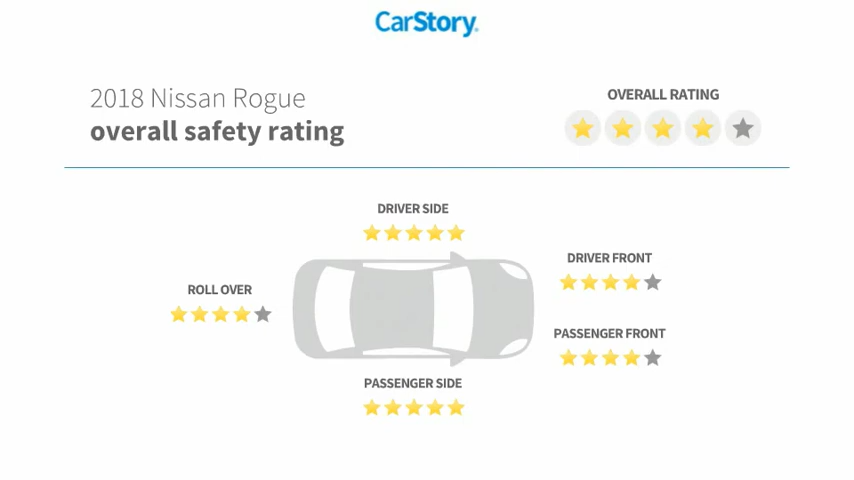 CarStory.
2018 Nissan Rogue
overall safety rating
OVERALL RATING
DRIVER SIDE
DRIVER FRONT
ROLL OVER
PASSENGER FRONT
PASSENGER SIDE